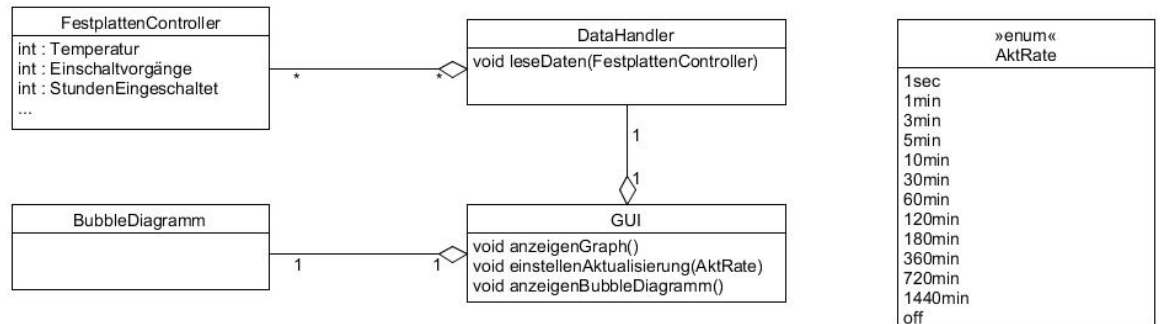 FestplattenController
int : Temperatur
int : Einschaltvorgänge
int : StundenEingeschaltet
...
*
*
DataHandler
void leseDaten(FestplattenController)
1
1
BubbleDiagramm
1
1
GUI
void anzeigenGraph()
void einstellenAktualisierung(AktRate)
void anzeigenBubbleDiagramm()
»enum«
AktRate
1sec
1min
3min
5min
10min
30min
60min
120min
180min
360min
720min
1440min
off